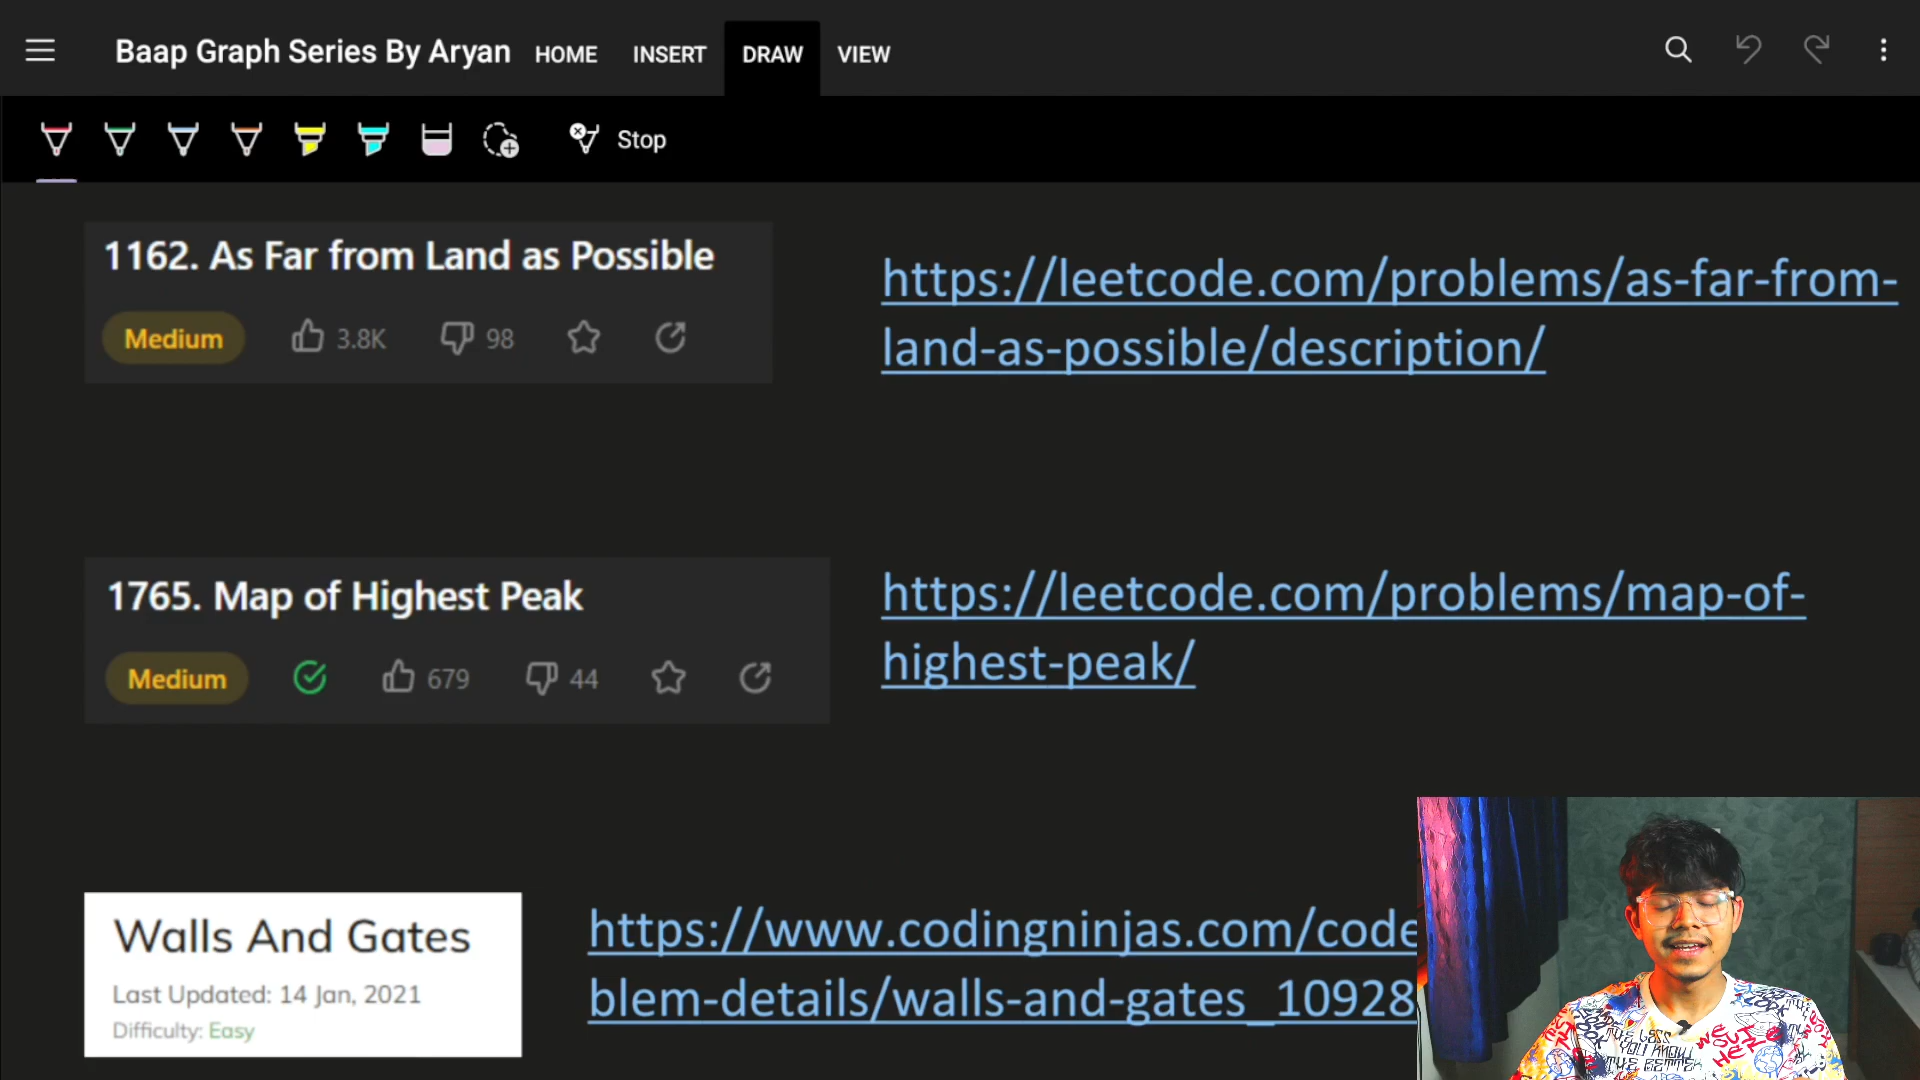 Baap Graph Series By Aryan HOME INSERT DRAW VIEW
Stop
1162. As Far from Land as Possible
Medium 3.8K 98
https://leetcode.com/problems/as-far-from-
land-as-possible/description/
1765. Map of Highest Peak
Medium 679 44
https://leetcode.com/problems/map-of-
highest-peak/
Walls And Gates
Last Updated: 14 Jan, 2021
Difficulty: Easy
https://www.codingninjas.com/code
blem-details/walls-and-gates_10928